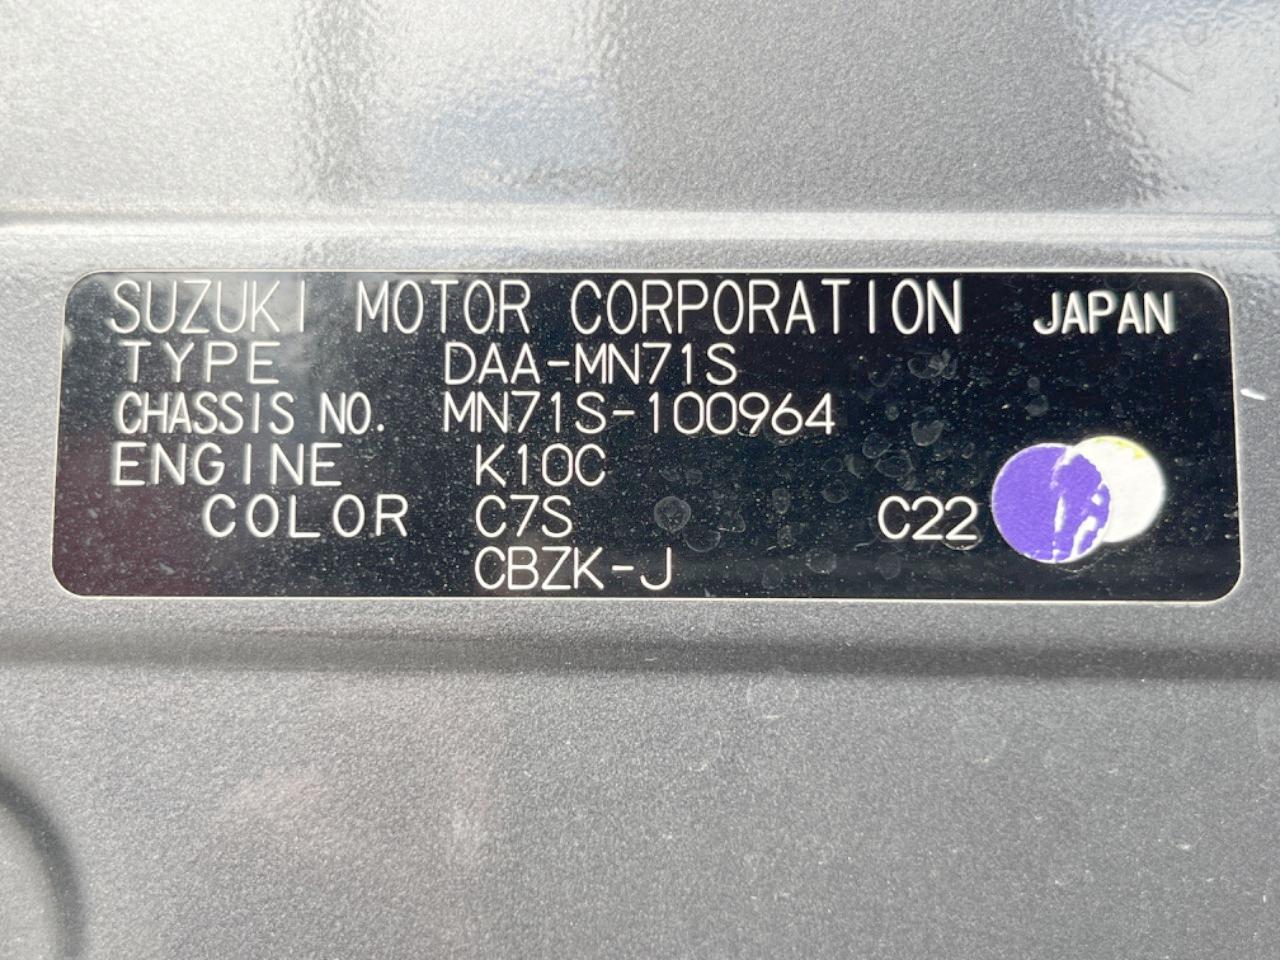 SUZUKI MOTOR CORPORATION JAPAN
TYPE DAA-MN71S
CHASSIS NO. MN71S-100964
ENGINE K10C
COLOR C7S C22
CBZK-J